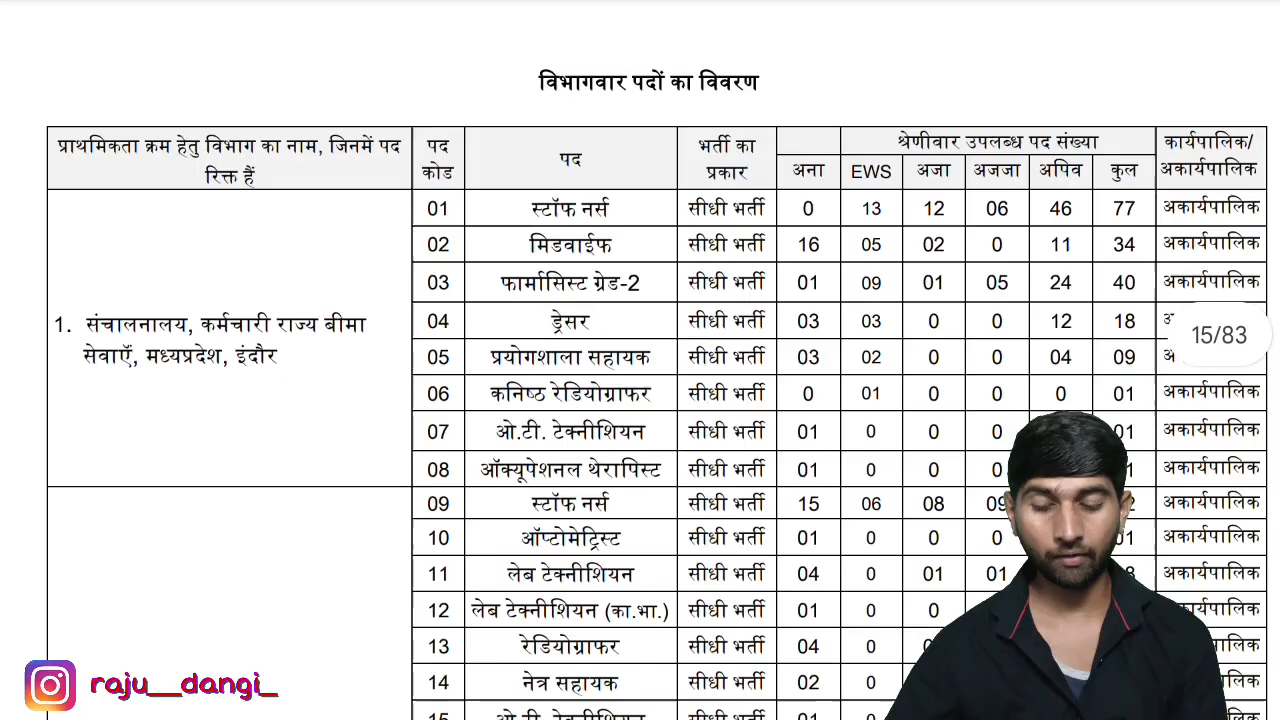 विभागवार पदों का विवरण
प्राथमिकता क्रम हेतु विभाग का नाम, जिनमें पद रिक्त हैं पद कोड पद भर्ती का प्रकार श्रेणीवार उपलब्ध पद संख्या कार्यपालिक/ अकार्यपालिक
अना EWS अजा अजजा अपिव कुल
01 स्टॉफ नर्स सीधी भर्ती 0 13 12 06 46 77 अकार्यपालिक
02 मिडवाईफ सीधी भर्ती 16 05 02 0 11 34 अकार्यपालिक
03 फार्मासिस्ट ग्रेड-2 सीधी भर्ती 01 09 01 05 24 40 अकार्यपालिक
1. संचालनालय, कर्मचारी राज्य बीमा
सेवाऍं, मध्यप्रदेश, इंदौर
04 ड्रेसर सीधी भर्ती 03 03 0 0 12 18
15/83
05 प्रयोगशाला सहायक सीधी भर्ती 03 02 0 0 04 09
06 कनिष्ठ रेडियोग्राफर सीधी भर्ती 0 01 0 0 0 01 अकार्यपालिक
07 ओ.टी. टेक्नीशियन सीधी भर्ती 01 0 0 0 01 अकार्यपालिक
08 ऑक्यूपेशनल थेरापिस्ट सीधी भर्ती 01 0 0 0 अकार्यपालिक
09 स्टॉफ नर्स सीधी भर्ती 15 06 08 09 अकार्यपालिक
10 ऑप्टोमेट्रिस्ट सीधी भर्ती 01 0 0 0 अकार्यपालिक
11 लेब टेक्नीशियन सीधी भर्ती 04 0 01 01 अकार्यपालिक
12 लेब टेक्नीशियन (का.भा.) सीधी भर्ती 01 0 0
13 रेडियोग्राफर सीधी भर्ती 04 0
14 नेत्र सहायक सीधी भर्ती 02 0
raju__dangi_